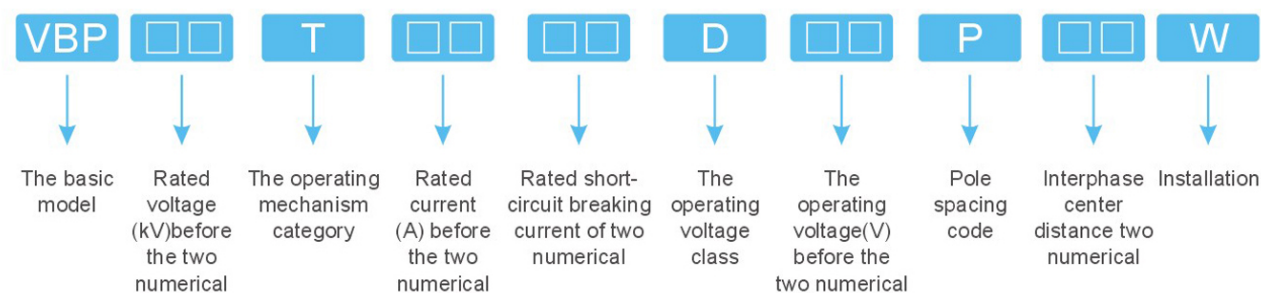 VBP □□ T □□ □□ D □□ P □□ W
The basic
model
Rated
voltage
(kV)before
the two
numerical
The operating
mechanism
category
Rated
current
(A) before
the two
numerical
Rated short-
circuit breaking
current of two
numerical
The
operating
voltage
class
The
operating
voltage(V)
before the
two numerical
Pole
spacing
code
Interphase
center
distance two
numerical
Installation